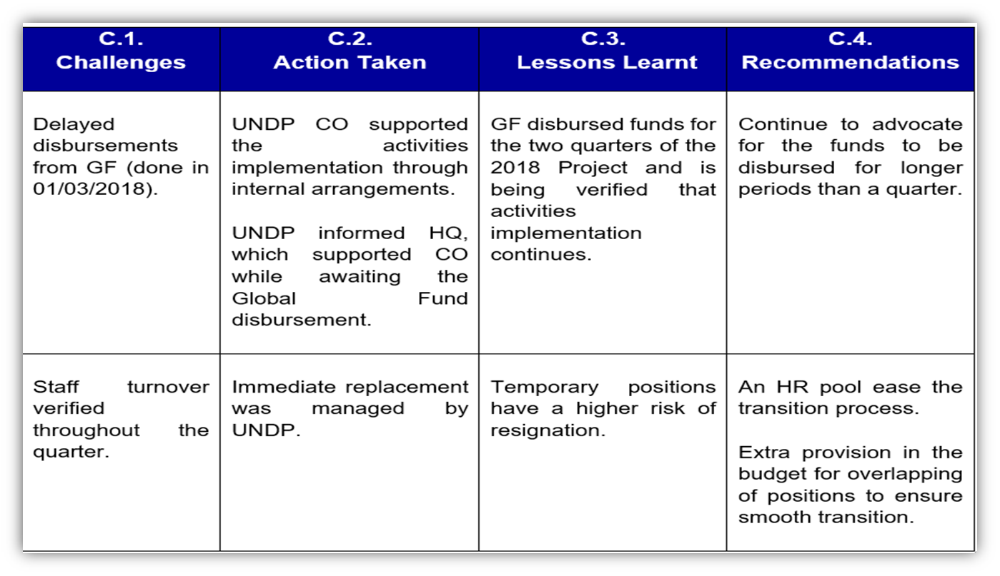 C.1.
Challenges
C.2.
Action Taken
C.3.
Lessons Learnt
C.4.
Recommendations
Delayed
disbursements
from GF (done in
01/03/2018).
UNDP CO supported
the activities
implementation through
internal arrangements.
UNDP informed HQ,
which supported CO
while awaiting the
Global Fund
disbursement.
GF disbursed funds for
the two quarters of the
2018 Project and is
being verified that
activities
implementation
continues.
Continue to advocate
for the funds to be
disbursed for longer
periods than a quarter.
Staff turnover
verified
throughout the
quarter.
Immediate replacement
was managed by
UNDP.
Temporary positions
have a higher risk of
resignation.
An HR pool ease the
transition process.
Extra provision in the
budget for overlapping
of positions to ensure
smooth transition.